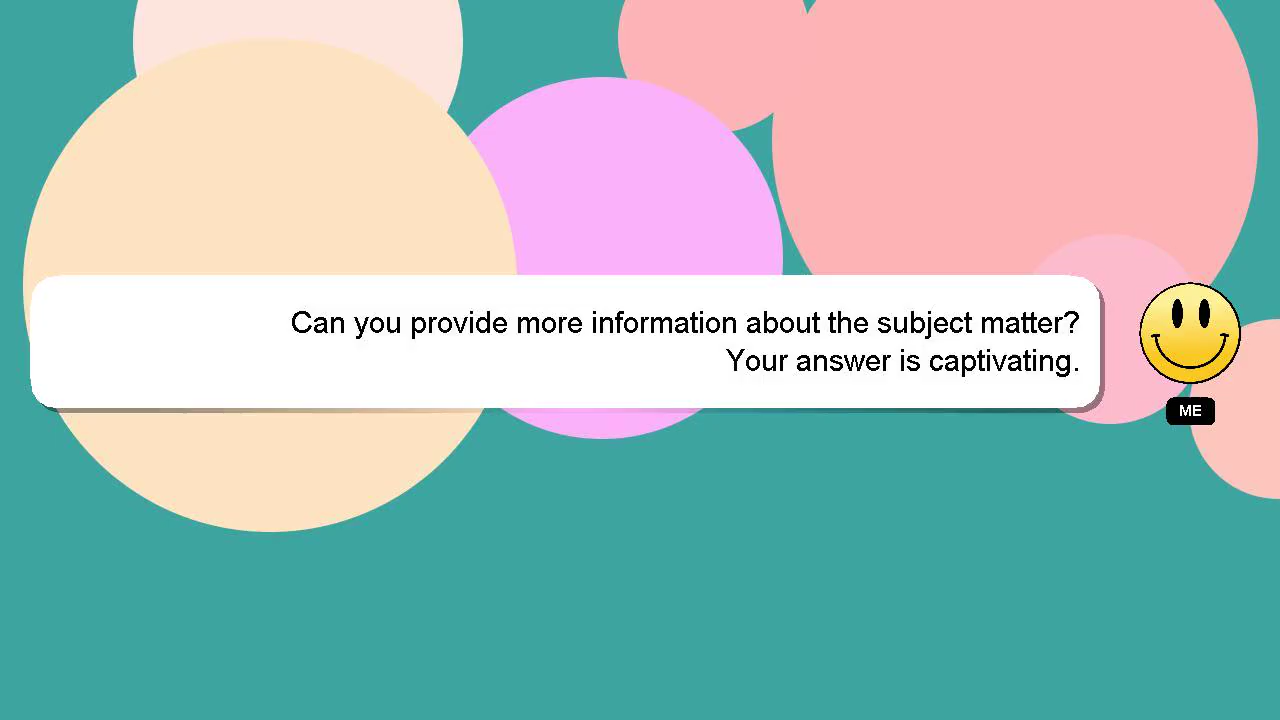 Can you provide more information about the subject matter?
Your answer is captivating.
ME